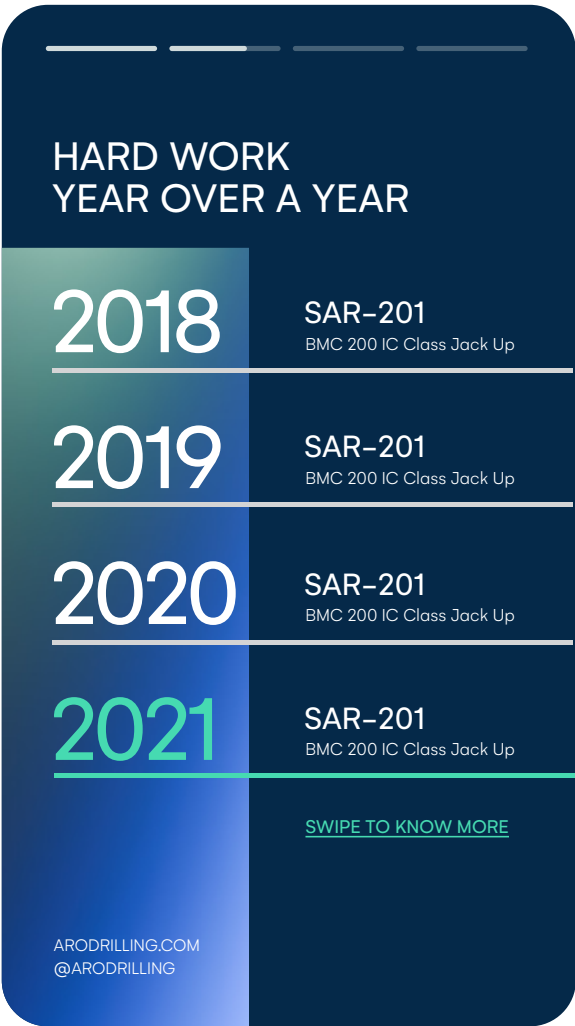 HARD WORK
YEAR OVER A YEAR
2018
SAR-201
BMC 200 IC Class Jack Up
2019
SAR-201
BMC 200 IC Class Jack Up
2020
SAR-201
BMC 200 IC Class Jack Up
2021
SAR-201
BMC 200 IC Class Jack Up
SWIPE TO KNOW MORE
ARODRILLING.COM
@ARODRILLING